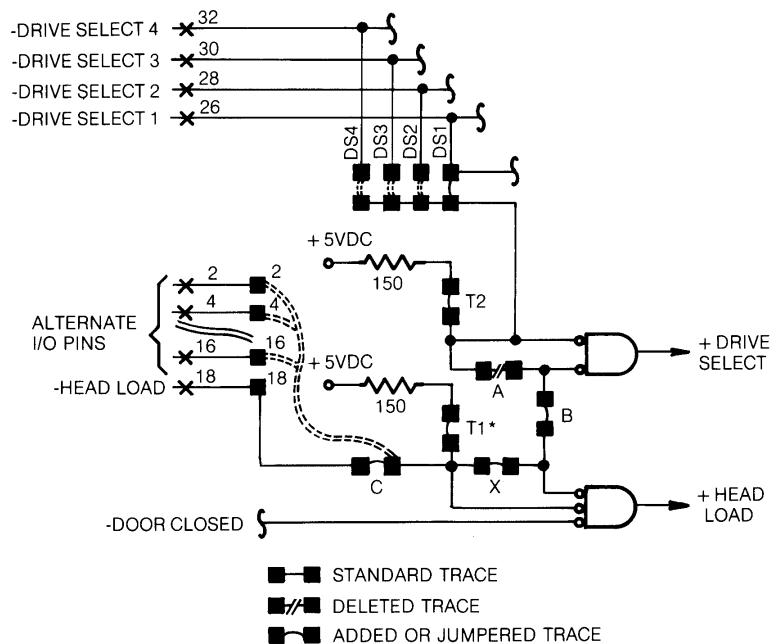 -DRIVE SELECT 4 32
-DRIVE SELECT 3 30
-DRIVE SELECT 2 28
-DRIVE SELECT 1 26
DS4 DS3 DS2 DS1
+ 5VDC
150
T2
2 2
4 4
ALTERNATE
I/O PINS
16 16
-HEAD LOAD 18 18
+ 5VDC
150
T1*
A
B
C
X
+ DRIVE
SELECT
+ HEAD
LOAD
-DOOR CLOSED
STANDARD TRACE
DELETED TRACE
ADDED OR JUMPERED TRACE